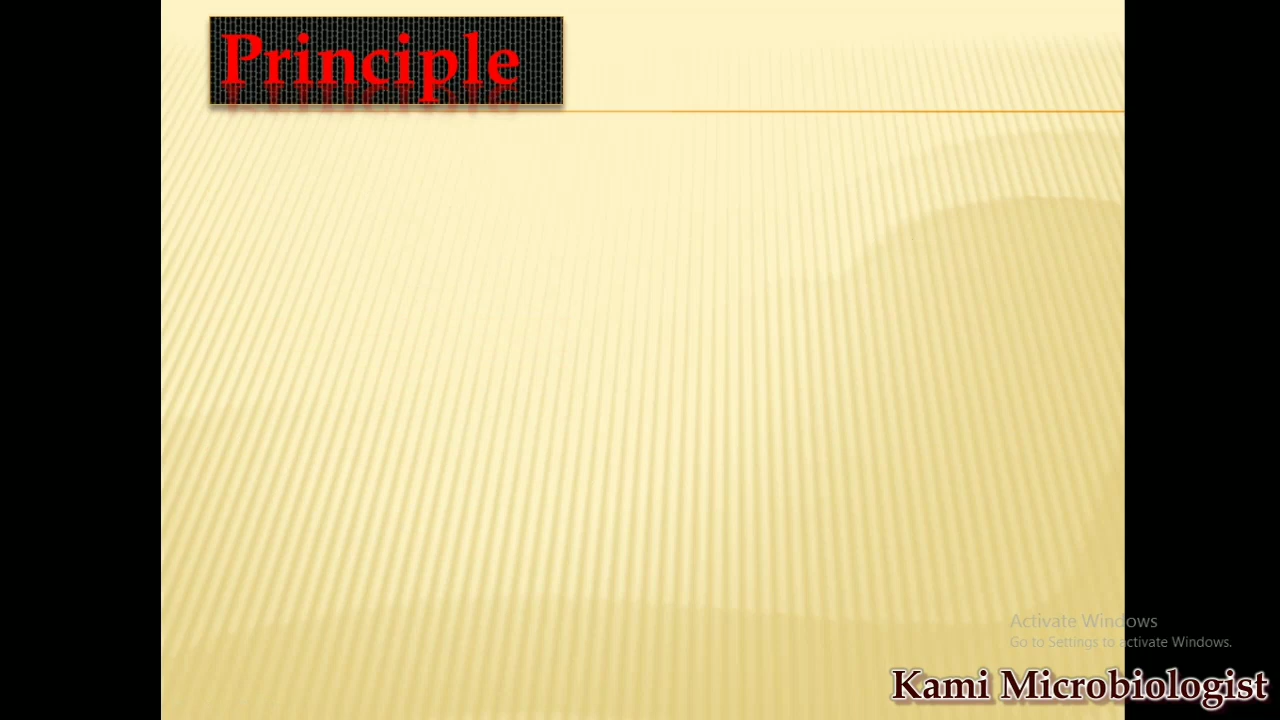 Principle
Activate Windows
Go to Settings to activate Windows.
Kami Microbiologist